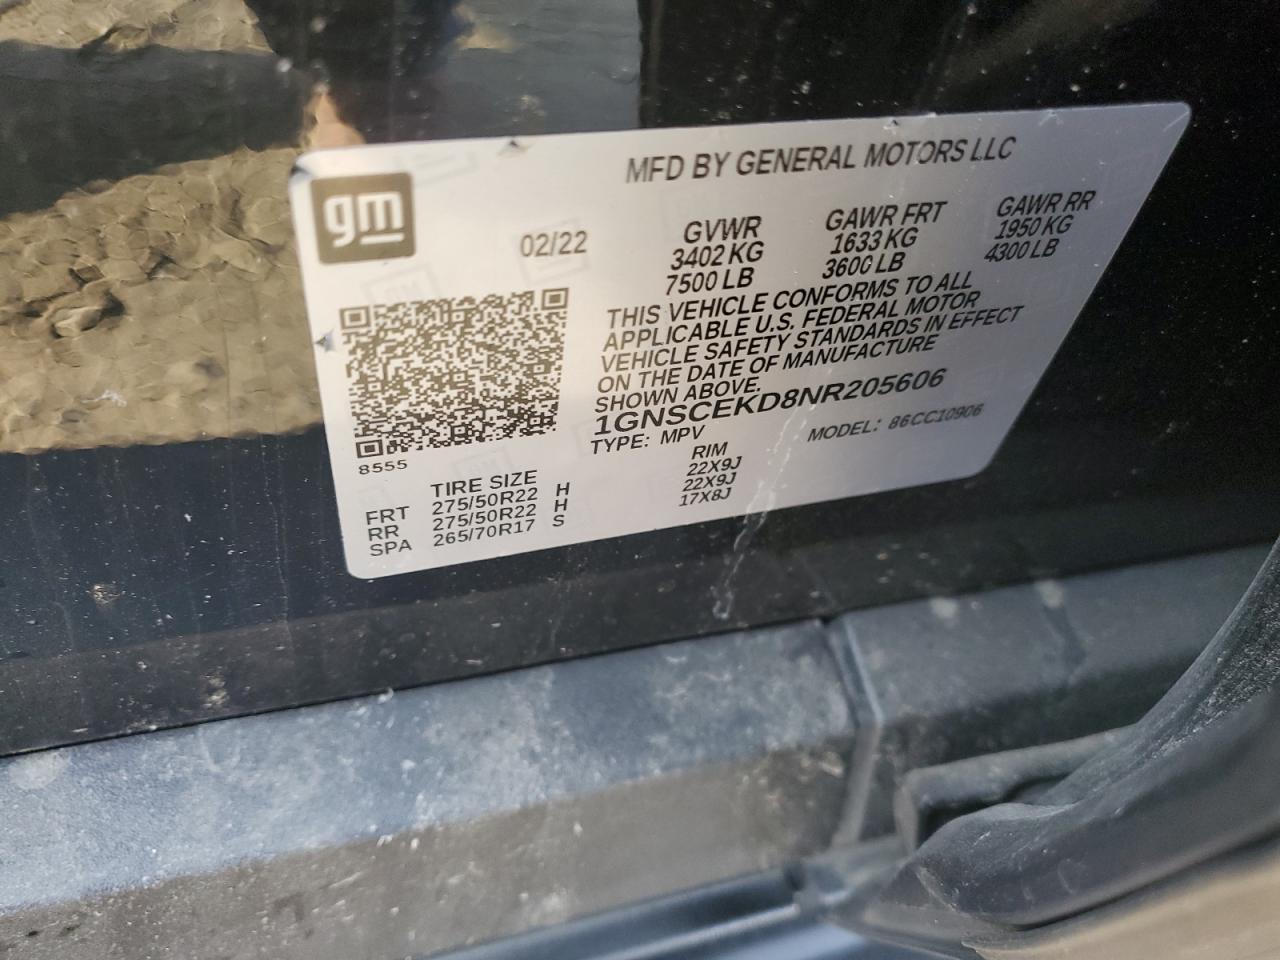 gm
MFD BY GENERAL MOTORS LLC
02/22
GVWR GAWR FRT GAWR RR
3402 KG 1633 KG 1950 KG
7500 LB 3600 LB 4300 LB
THIS VEHICLE CONFORMS TO ALL
APPLICABLE U.S. FEDERAL MOTOR
VEHICLE SAFETY STANDARDS IN EFFECT
ON THE DATE OF MANUFACTURE
SHOWN ABOVE.
1GNSCEKD8NR205606
TYPE: MPV MODEL: 86CC10906
8555
TIRE SIZE RIM
FRT 275/50R22 H 22X9J
RR 275/50R22 H 22X9J
SPA 265/70R17 S 17X8J